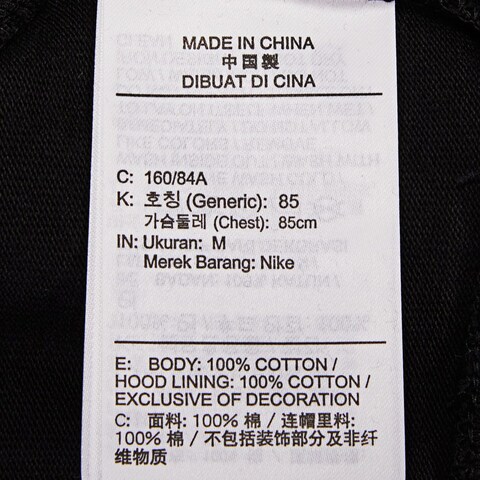 MADE IN CHINA
中国製
DIBUAT DI CINA
C: 160/84A
K: 호칭 (Generic): 85
가슴둘레 (Chest): 85cm
IN: Ukuran: M
Merek Barang: Nike
E: BODY: 100% COTTON /
HOOD LINING: 100% COTTON /
EXCLUSIVE OF DECORATION
C: 面料: 100% 棉 / 连帽里料:
100% 棉 / 不包括装饰部分及非纤
维物质